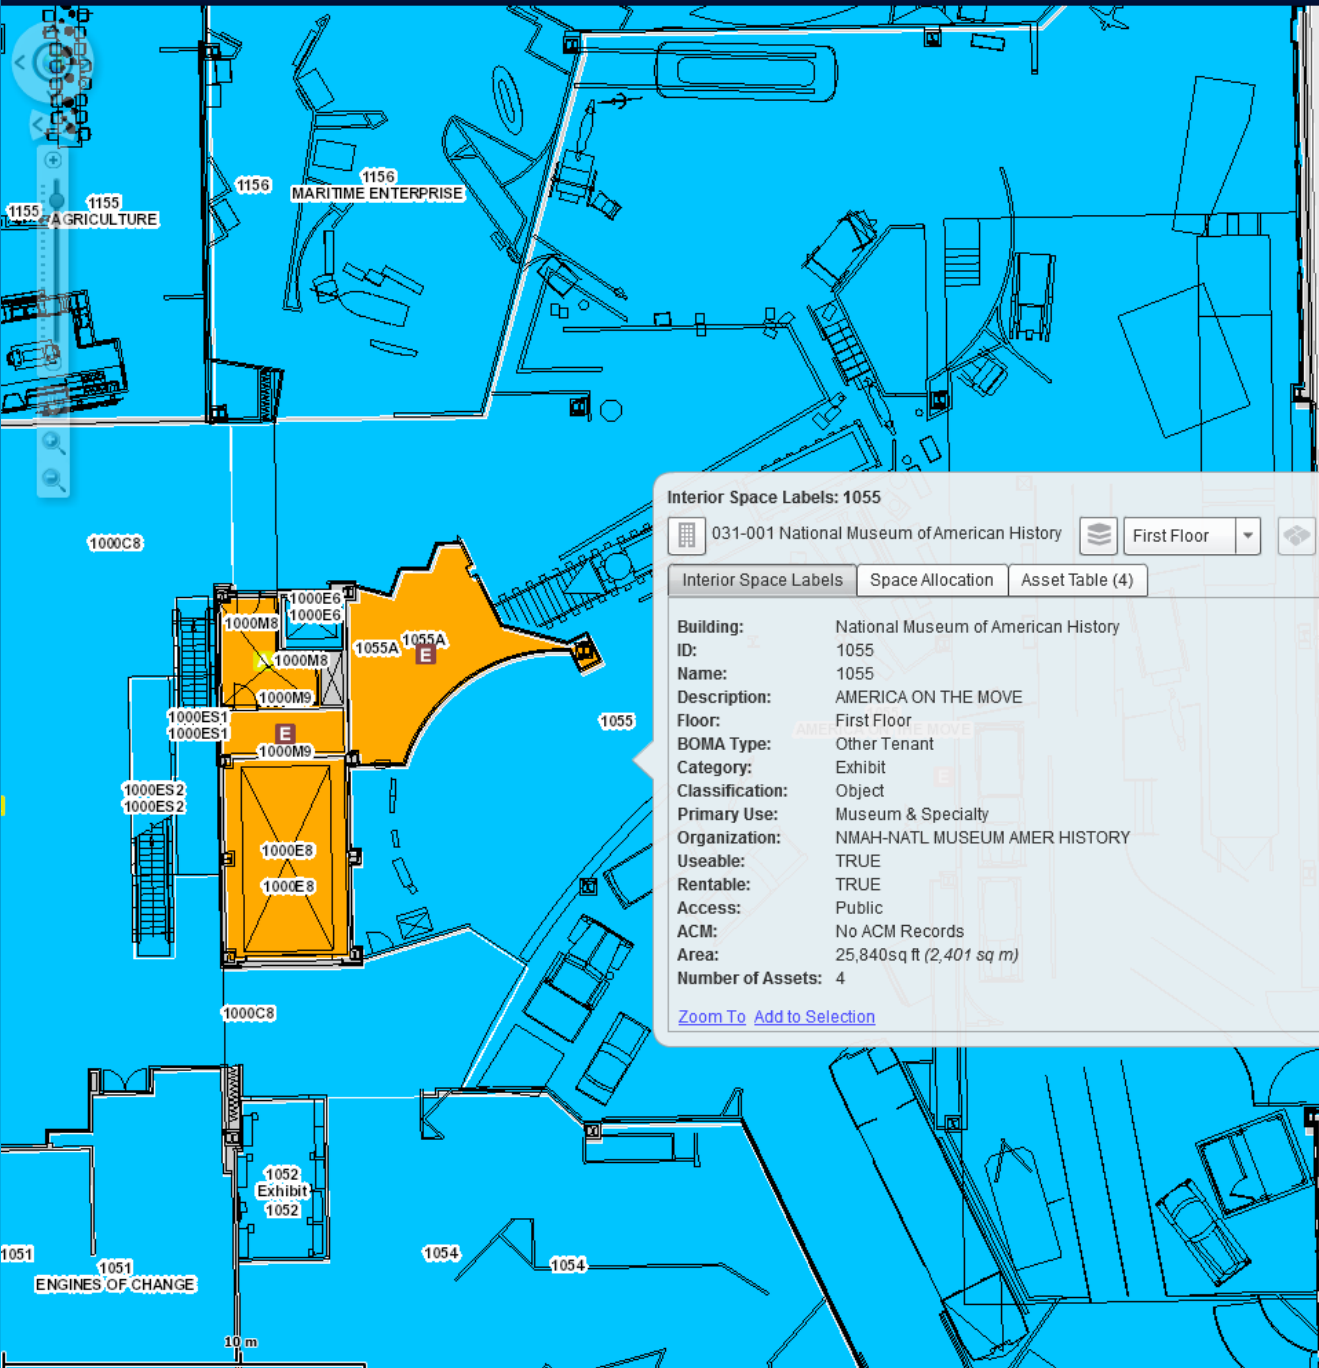 1156
1156
MARITIME ENTERPRISE
1155
1155
AGRICULTURE
1000C8
1000E6
1000E6
1000M8
1000M8
1000M9
1055A
1055A
E
1055
1000ES1
1000ES1
E
1000M9
1000ES2
1000ES2
1000E8
1000E8
1000C8
1052
Exhibit
1052
1051
1051
ENGINES OF CHANGE
1054
1054
10 m
Interior Space Labels: 1055
031-001 National Museum of American History
First Floor
Interior Space Labels
Space Allocation
Asset Table (4)
Building: National Museum of American History
ID: 1055
Name: 1055
Description: AMERICA ON THE MOVE
Floor: First Floor
BOMA Type: Other Tenant
Category: Exhibit
Classification: Object
Primary Use: Museum & Specialty
Organization: NMAH-NATL MUSEUM AMER HISTORY
Useable: TRUE
Rentable: TRUE
Access: Public
ACM: No ACM Records
Area: 25,840sq ft (2,401 sq m)
Number of Assets: 4
Zoom To Add to Selection
AMERICA ON THE MOVE
E